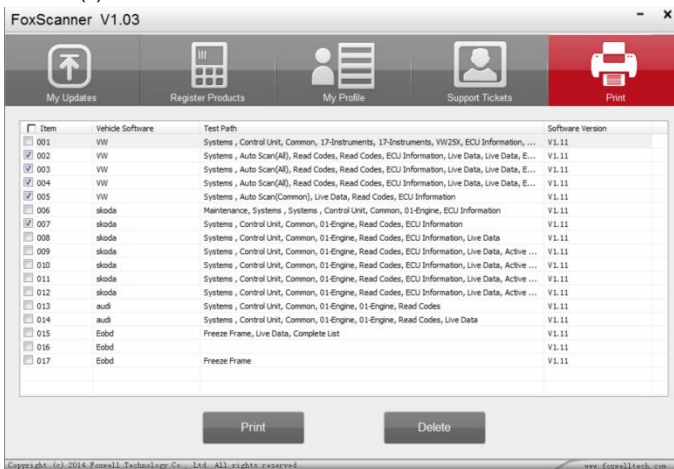 FoxScanner V1.03
My Updates Register Products My Profile Support Tickets Print
Item Vehicle Software Test Path Software Version
001 VW Systems , Control Unit, Common, 17-Instruments, 17-Instruments, VW25X, ECU Information, ... V1.11
002 VW Systems , Auto Scan(All), Read Codes, Read Codes, ECU Information, Live Data, Live Data, E... V1.11
003 VW Systems , Auto Scan(All), Read Codes, Read Codes, ECU Information, Live Data, Live Data, E... V1.11
004 VW Systems , Auto Scan(All), Read Codes, Read Codes, ECU Information, Live Data, Live Data, E... V1.11
005 VW Systems , Auto Scan(Common), Live Data, Read Codes, ECU Information V1.11
006 skoda Maintenance, Systems , Systems , Control Unit, Common, 01-Engine, ECU Information V1.11
007 skoda Systems , Control Unit, Common, 01-Engine, Read Codes, ECU Information V1.11
008 skoda Systems , Control Unit, Common, 01-Engine, Read Codes, ECU Information, Live Data V1.11
009 skoda Systems , Control Unit, Common, 01-Engine, Read Codes, ECU Information, Live Data, Active ... V1.11
010 skoda Systems , Control Unit, Common, 01-Engine, Read Codes, ECU Information, Live Data, Active ... V1.11
011 skoda Systems , Control Unit, Common, 01-Engine, Read Codes, ECU Information, Live Data, Active ... V1.11
012 skoda Systems , Control Unit, Common, 01-Engine, Read Codes, ECU Information, Live Data, Active ... V1.11
013 audi Systems , Control Unit, Common, 01-Engine, 01-Engine, Read Codes V1.11
014 audi Systems , Control Unit, Common, 01-Engine, 01-Engine, Read Codes, Live Data V1.11
015 Eobd Freeze Frame, Live Data, Complete List V1.11
016 Eobd V1.11
017 Eobd Freeze Frame V1.11
Print Delete
Copyright (c) 2014 Foxwell Technology Co., Ltd All rights reserved www.foxwelltech.com